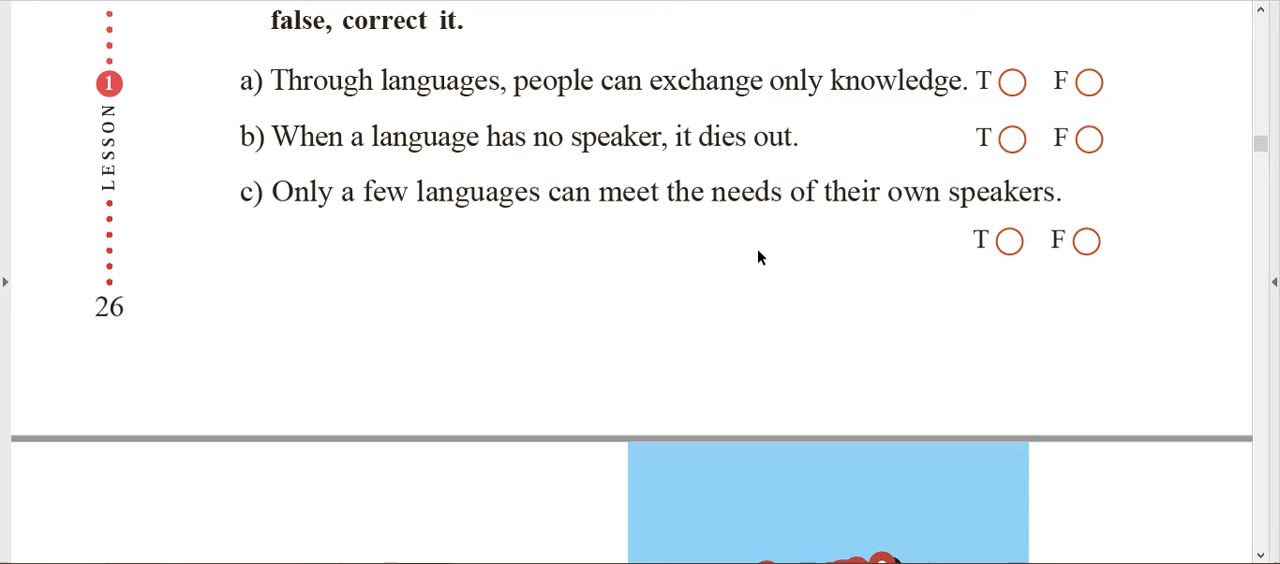 false, correct it.
a) Through languages, people can exchange only knowledge. T F
1
LESSON
b) When a language has no speaker, it dies out. T F
c) Only a few languages can meet the needs of their own speakers.
T F
26